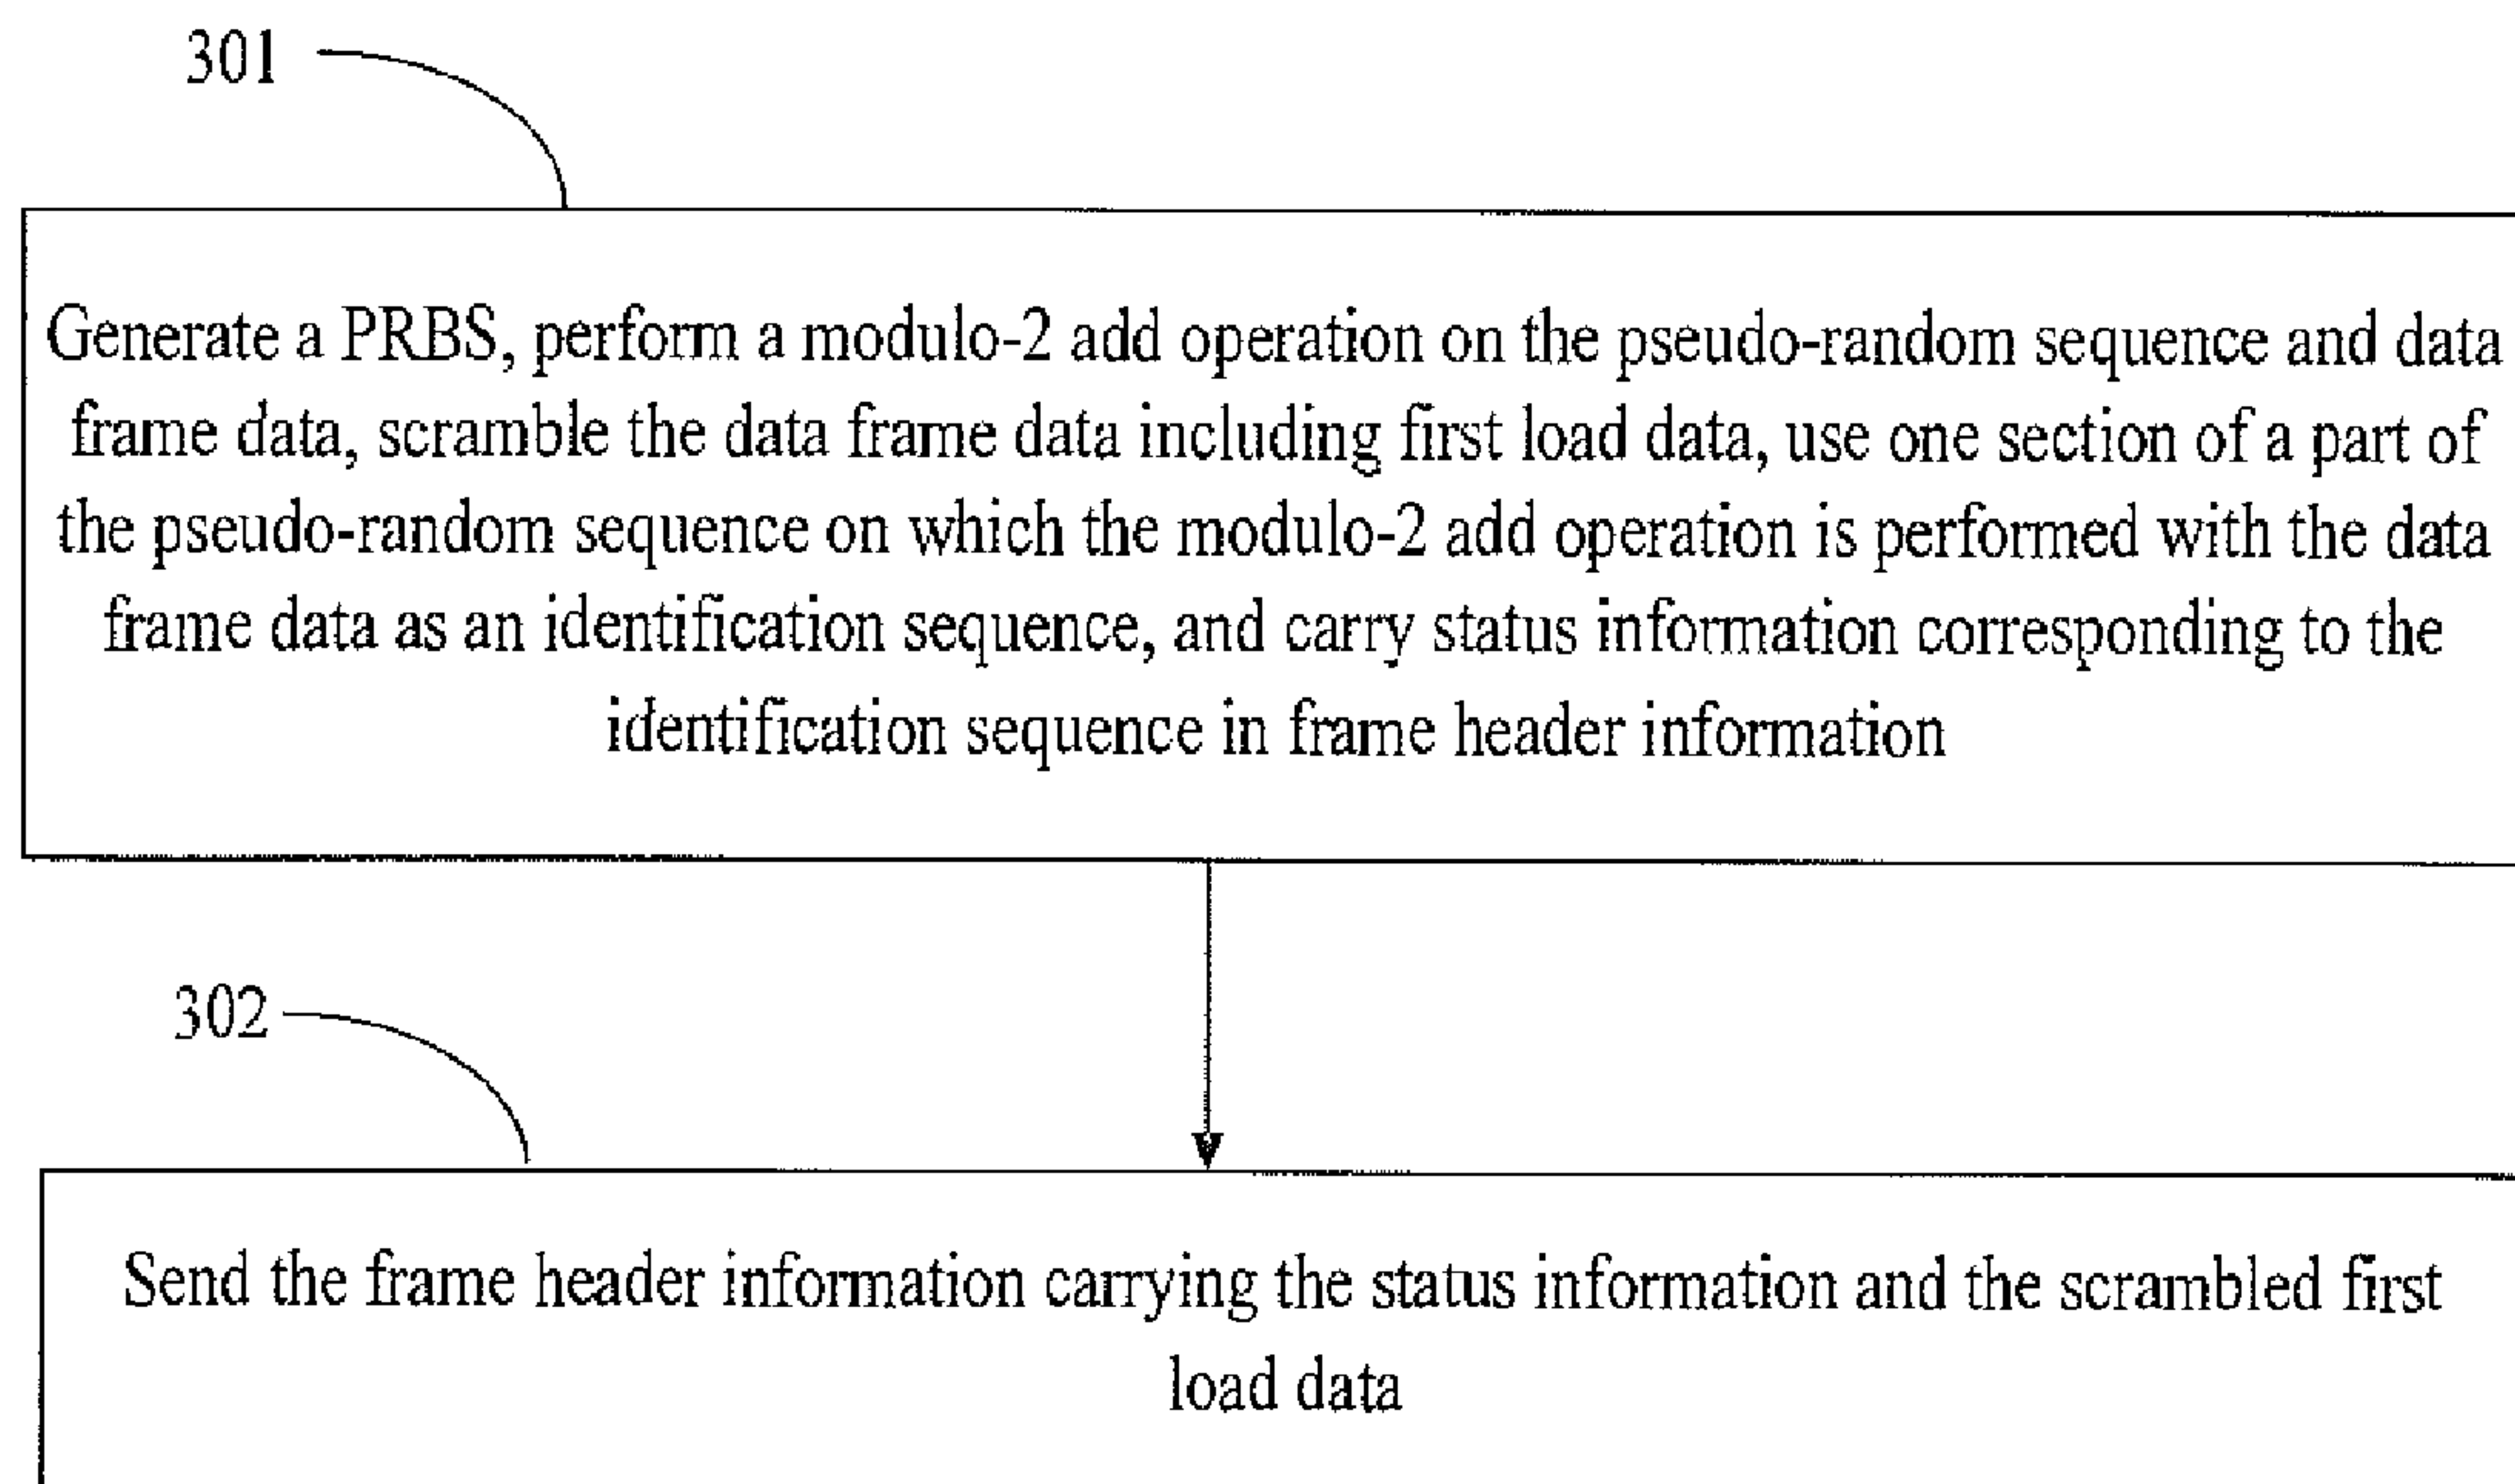 301
Generate a PRBS, perform a modulo-2 add operation on the pseudo-random sequence and data
frame data, scramble the data frame data including first load data, use one section of a part of
the pseudo-random sequence on which the modulo-2 add operation is performed with the data
frame data as an identification sequence, and carry status information corresponding to the
identification sequence in frame header information
302
Send the frame header information carrying the status information and the scrambled first
load data